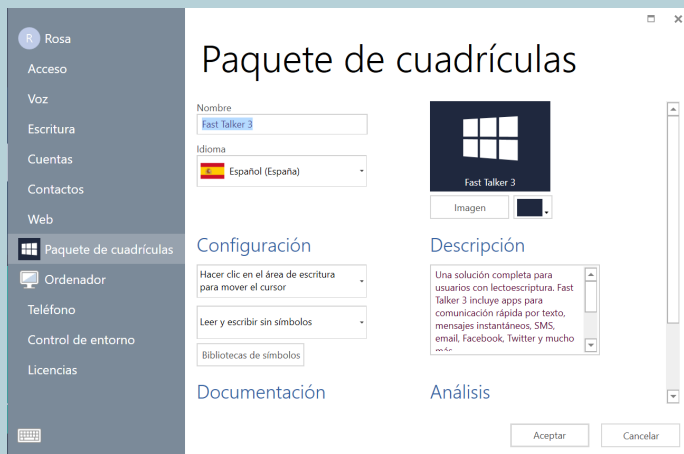 R Rosa
Acceso
Voz
Escritura
Cuentas
Contactos
Web
Paquete de cuadrículas
Ordenador
Teléfono
Control de entorno
Licencias
Paquete de cuadrículas
Nombre
Fast Talker 3
Idioma
Español (España)
Fast Talker 3
Imagen
Configuración
Hacer clic en el área de escritura
para mover el cursor
Leer y escribir sin símbolos
Bibliotecas de símbolos
Descripción
Una solución completa para
usuarios con lectoescriptura. Fast
Talker 3 incluye apps para
comunicación rápida por texto,
mensajes instantáneos, SMS,
email, Facebook, Twitter y mucho
más
Documentación
Análisis
Aceptar
Cancelar